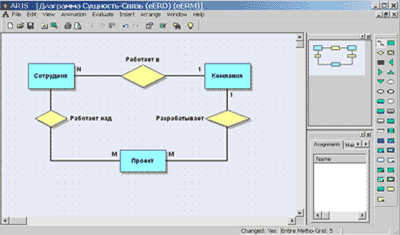 ARIS - [Диаграмма Сущность-Связь (eERD) (eERM)]
File Edit View Animation Evaluate Insert Arrange Window Help
Работает в
N
1
Сотрудник
Компания
1
Работает над
Разрабатывает
M
M
Проект
Assignments
Name
Changed: Yes
Entire Metho-Grid: 5